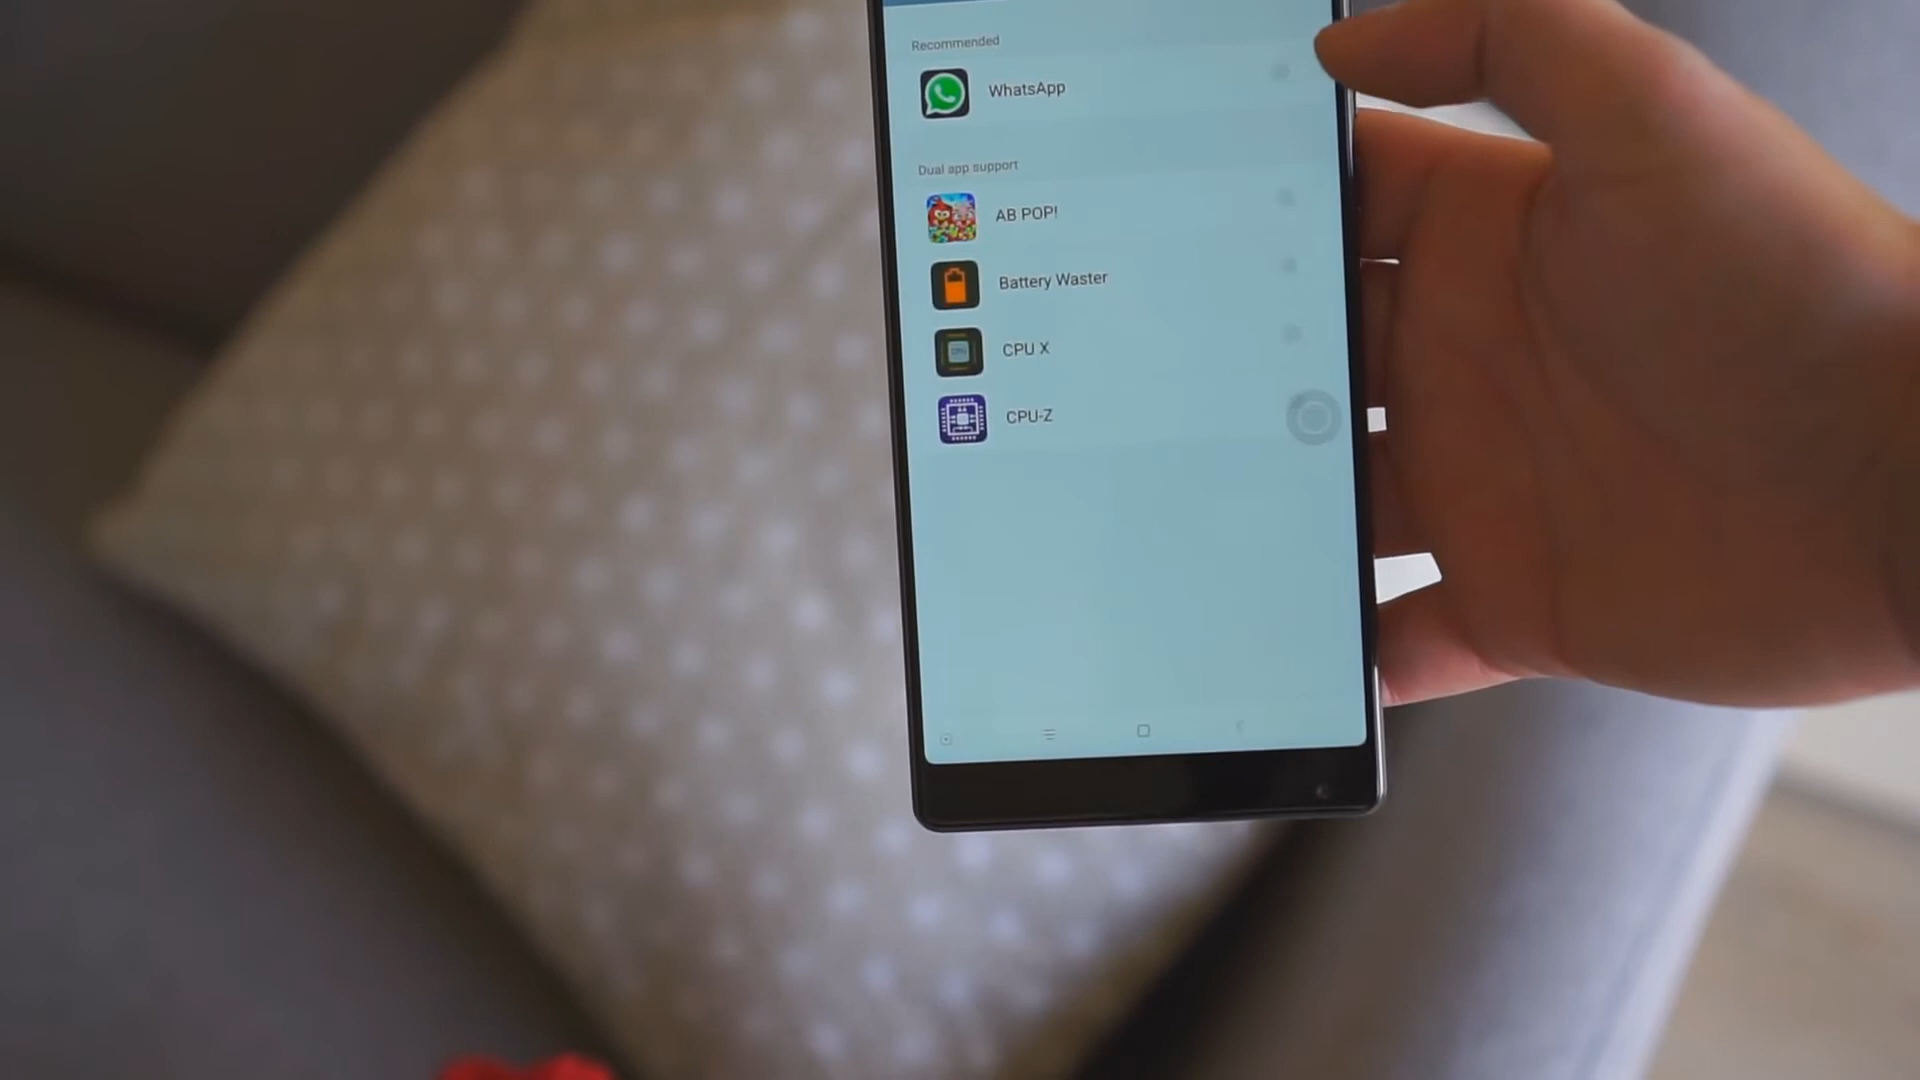 Recommended
WhatsApp
Dual app support
AB POP!
Battery Waster
CPU X
CPU-Z